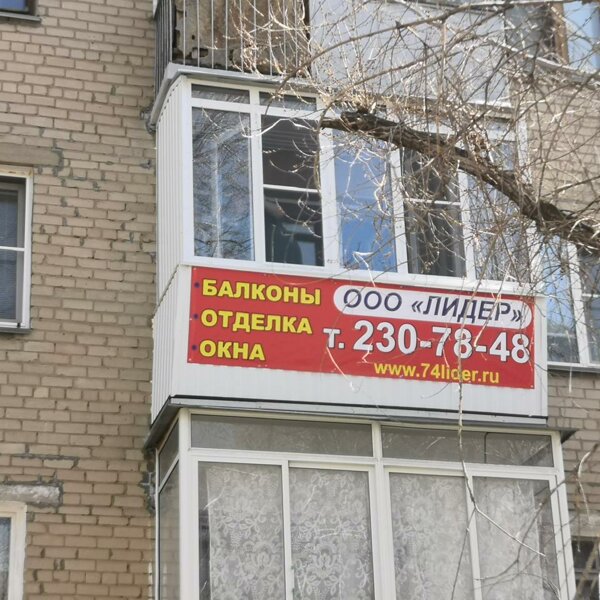 БАЛКОНЫ
ОТДЕЛКА
ОКНА
ООО «ЛИДЕР»
т. 230-78-48
www.74lider.ru